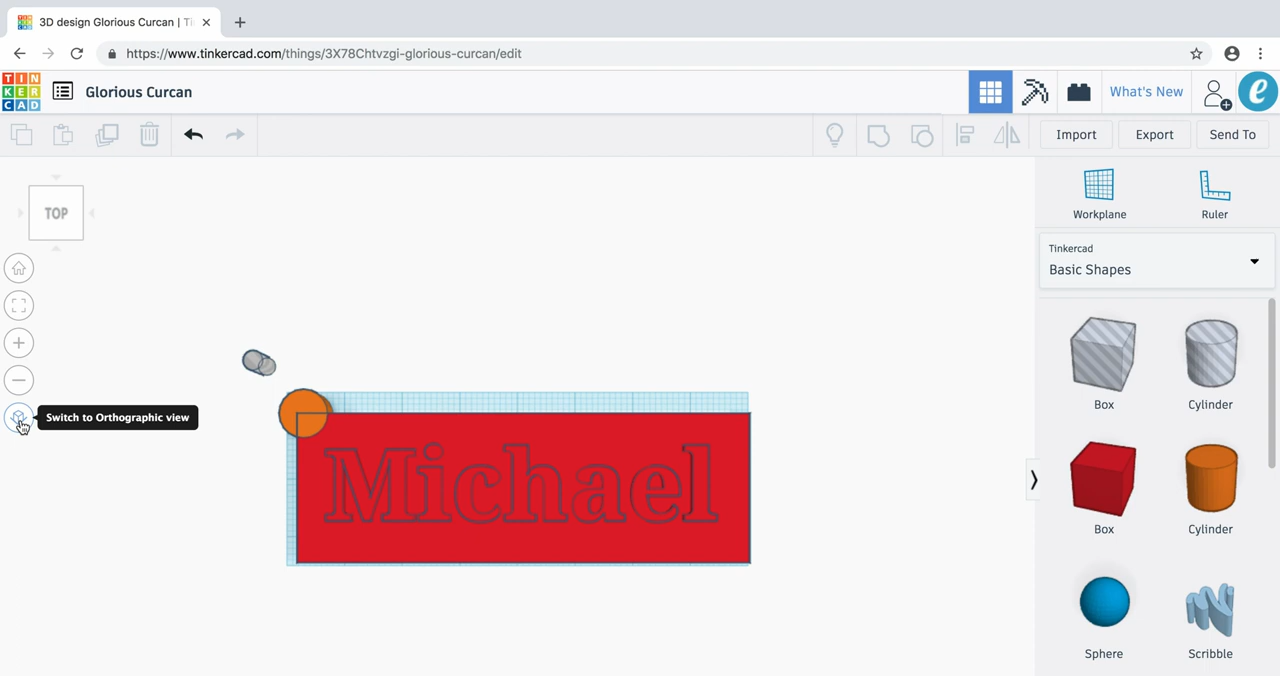 3D design Glorious Curcan | Ti
https://www.tinkercad.com/things/3X78Chtvzgi-glorious-curcan/edit
TIN
KER
CAD
Glorious Curcan
What's New
e
Import
Export
Send To
TOP
Workplane
Ruler
Tinkercad
Basic Shapes
Box
Cylinder
Switch to Orthographic view
Michael
Box
Cylinder
Sphere
Scribble